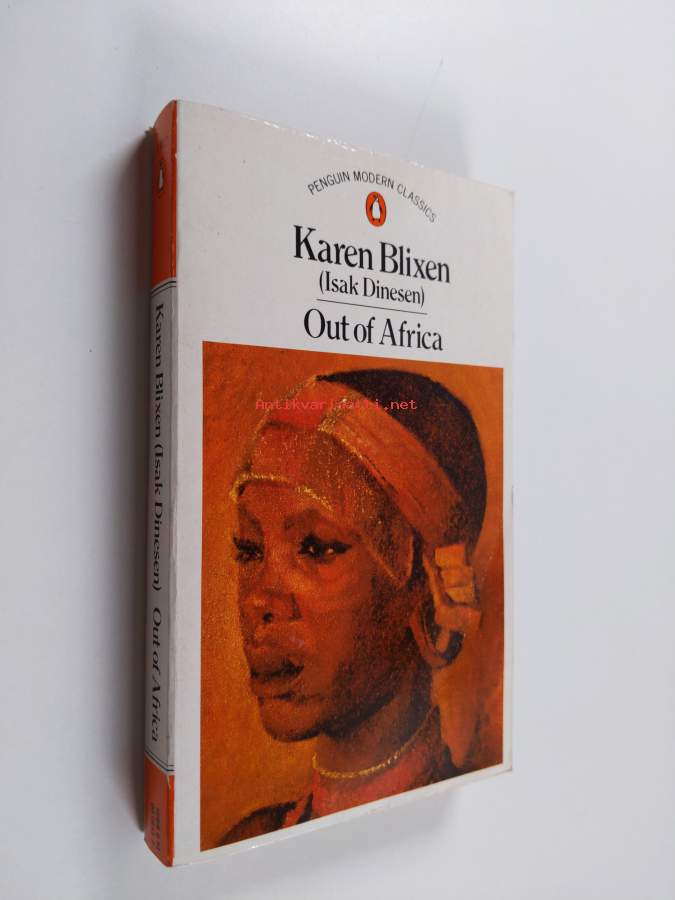 PENGUIN MODERN CLASSICS
Karen Blixen
(Isak Dinesen)
Out of Africa
Antikvariaatti.net
Karen Blixen (Isak Dinesen) Out of Africa